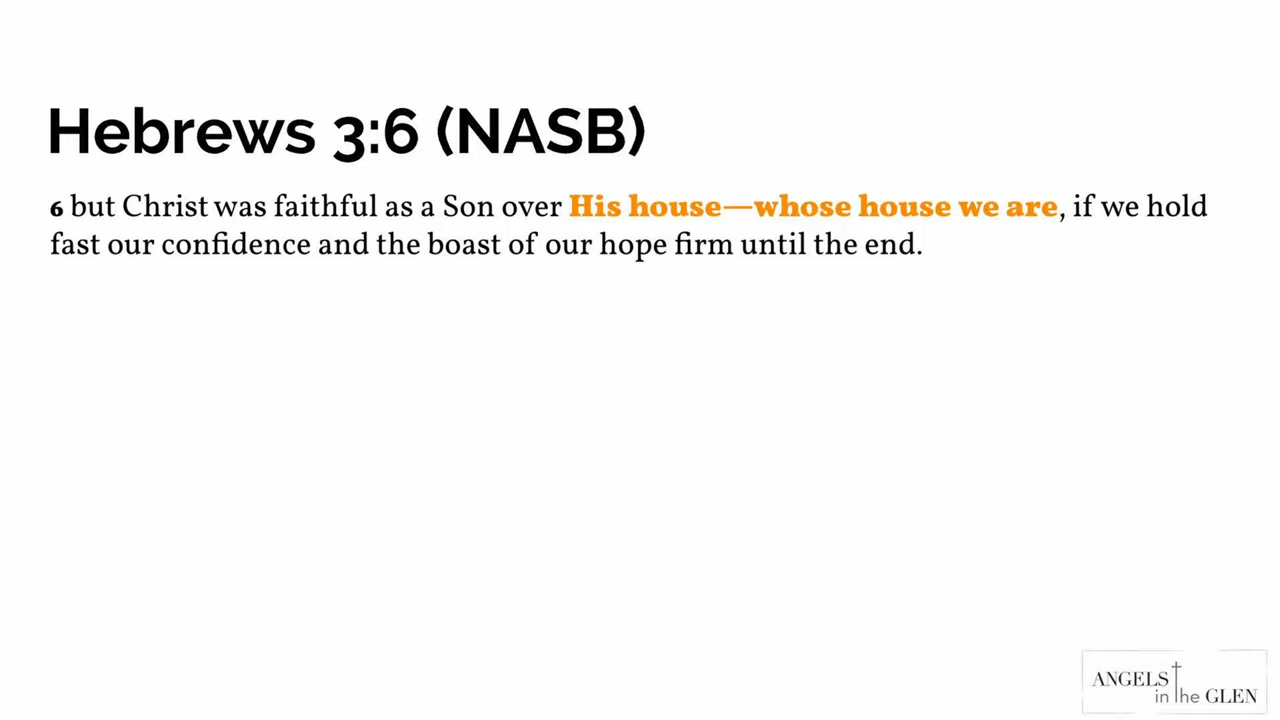 Hebrews 3:6 (NASB)
6 but Christ was faithful as a Son over His house—whose house we are, if we hold
fast our confidence and the boast of our hope firm until the end.
ANGELS
in the GLEN